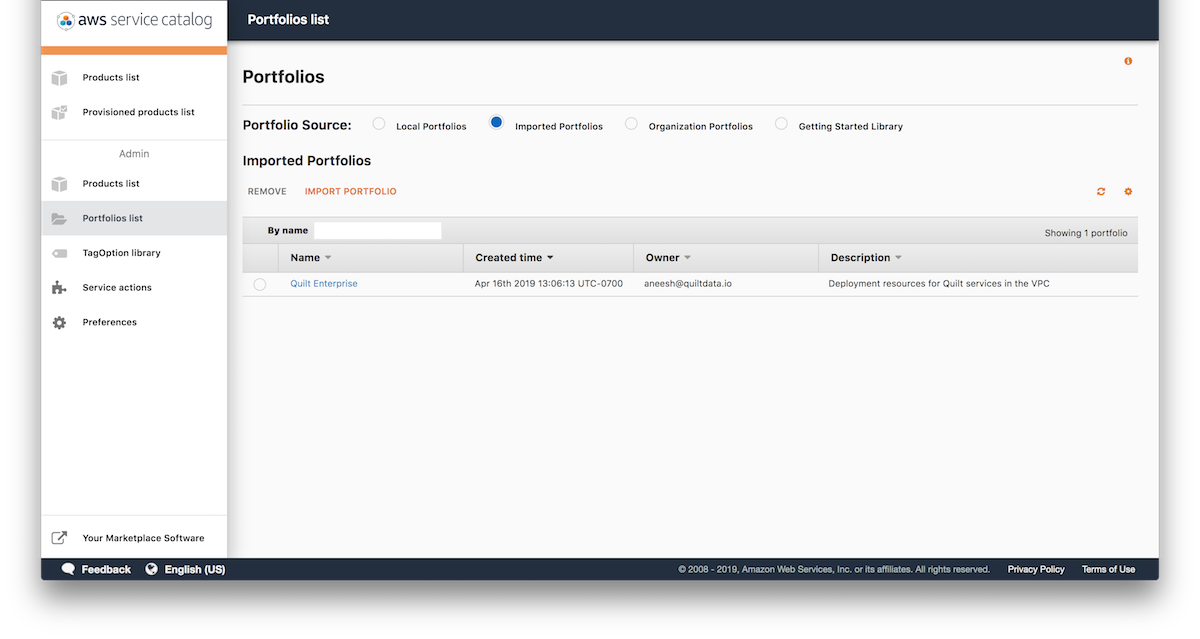 aws service catalog
Portfolios list
Products list
Provisioned products list
Admin
Products list
Portfolios list
TagOption library
Service actions
Preferences
Your Marketplace Software
Portfolios
Portfolio Source: Local Portfolios Imported Portfolios Organization Portfolios Getting Started Library
Imported Portfolios
REMOVE IMPORT PORTFOLIO
By name Showing 1 portfolio
Name Created time Owner Description
Quilt Enterprise Apr 16th 2019 13:06:13 UTC-0700 aneesh@quiltdata.io Deployment resources for Quilt services in the VPC
Feedback English (US) © 2008 - 2019, Amazon Web Services, Inc. or its affiliates. All rights reserved. Privacy Policy Terms of Use